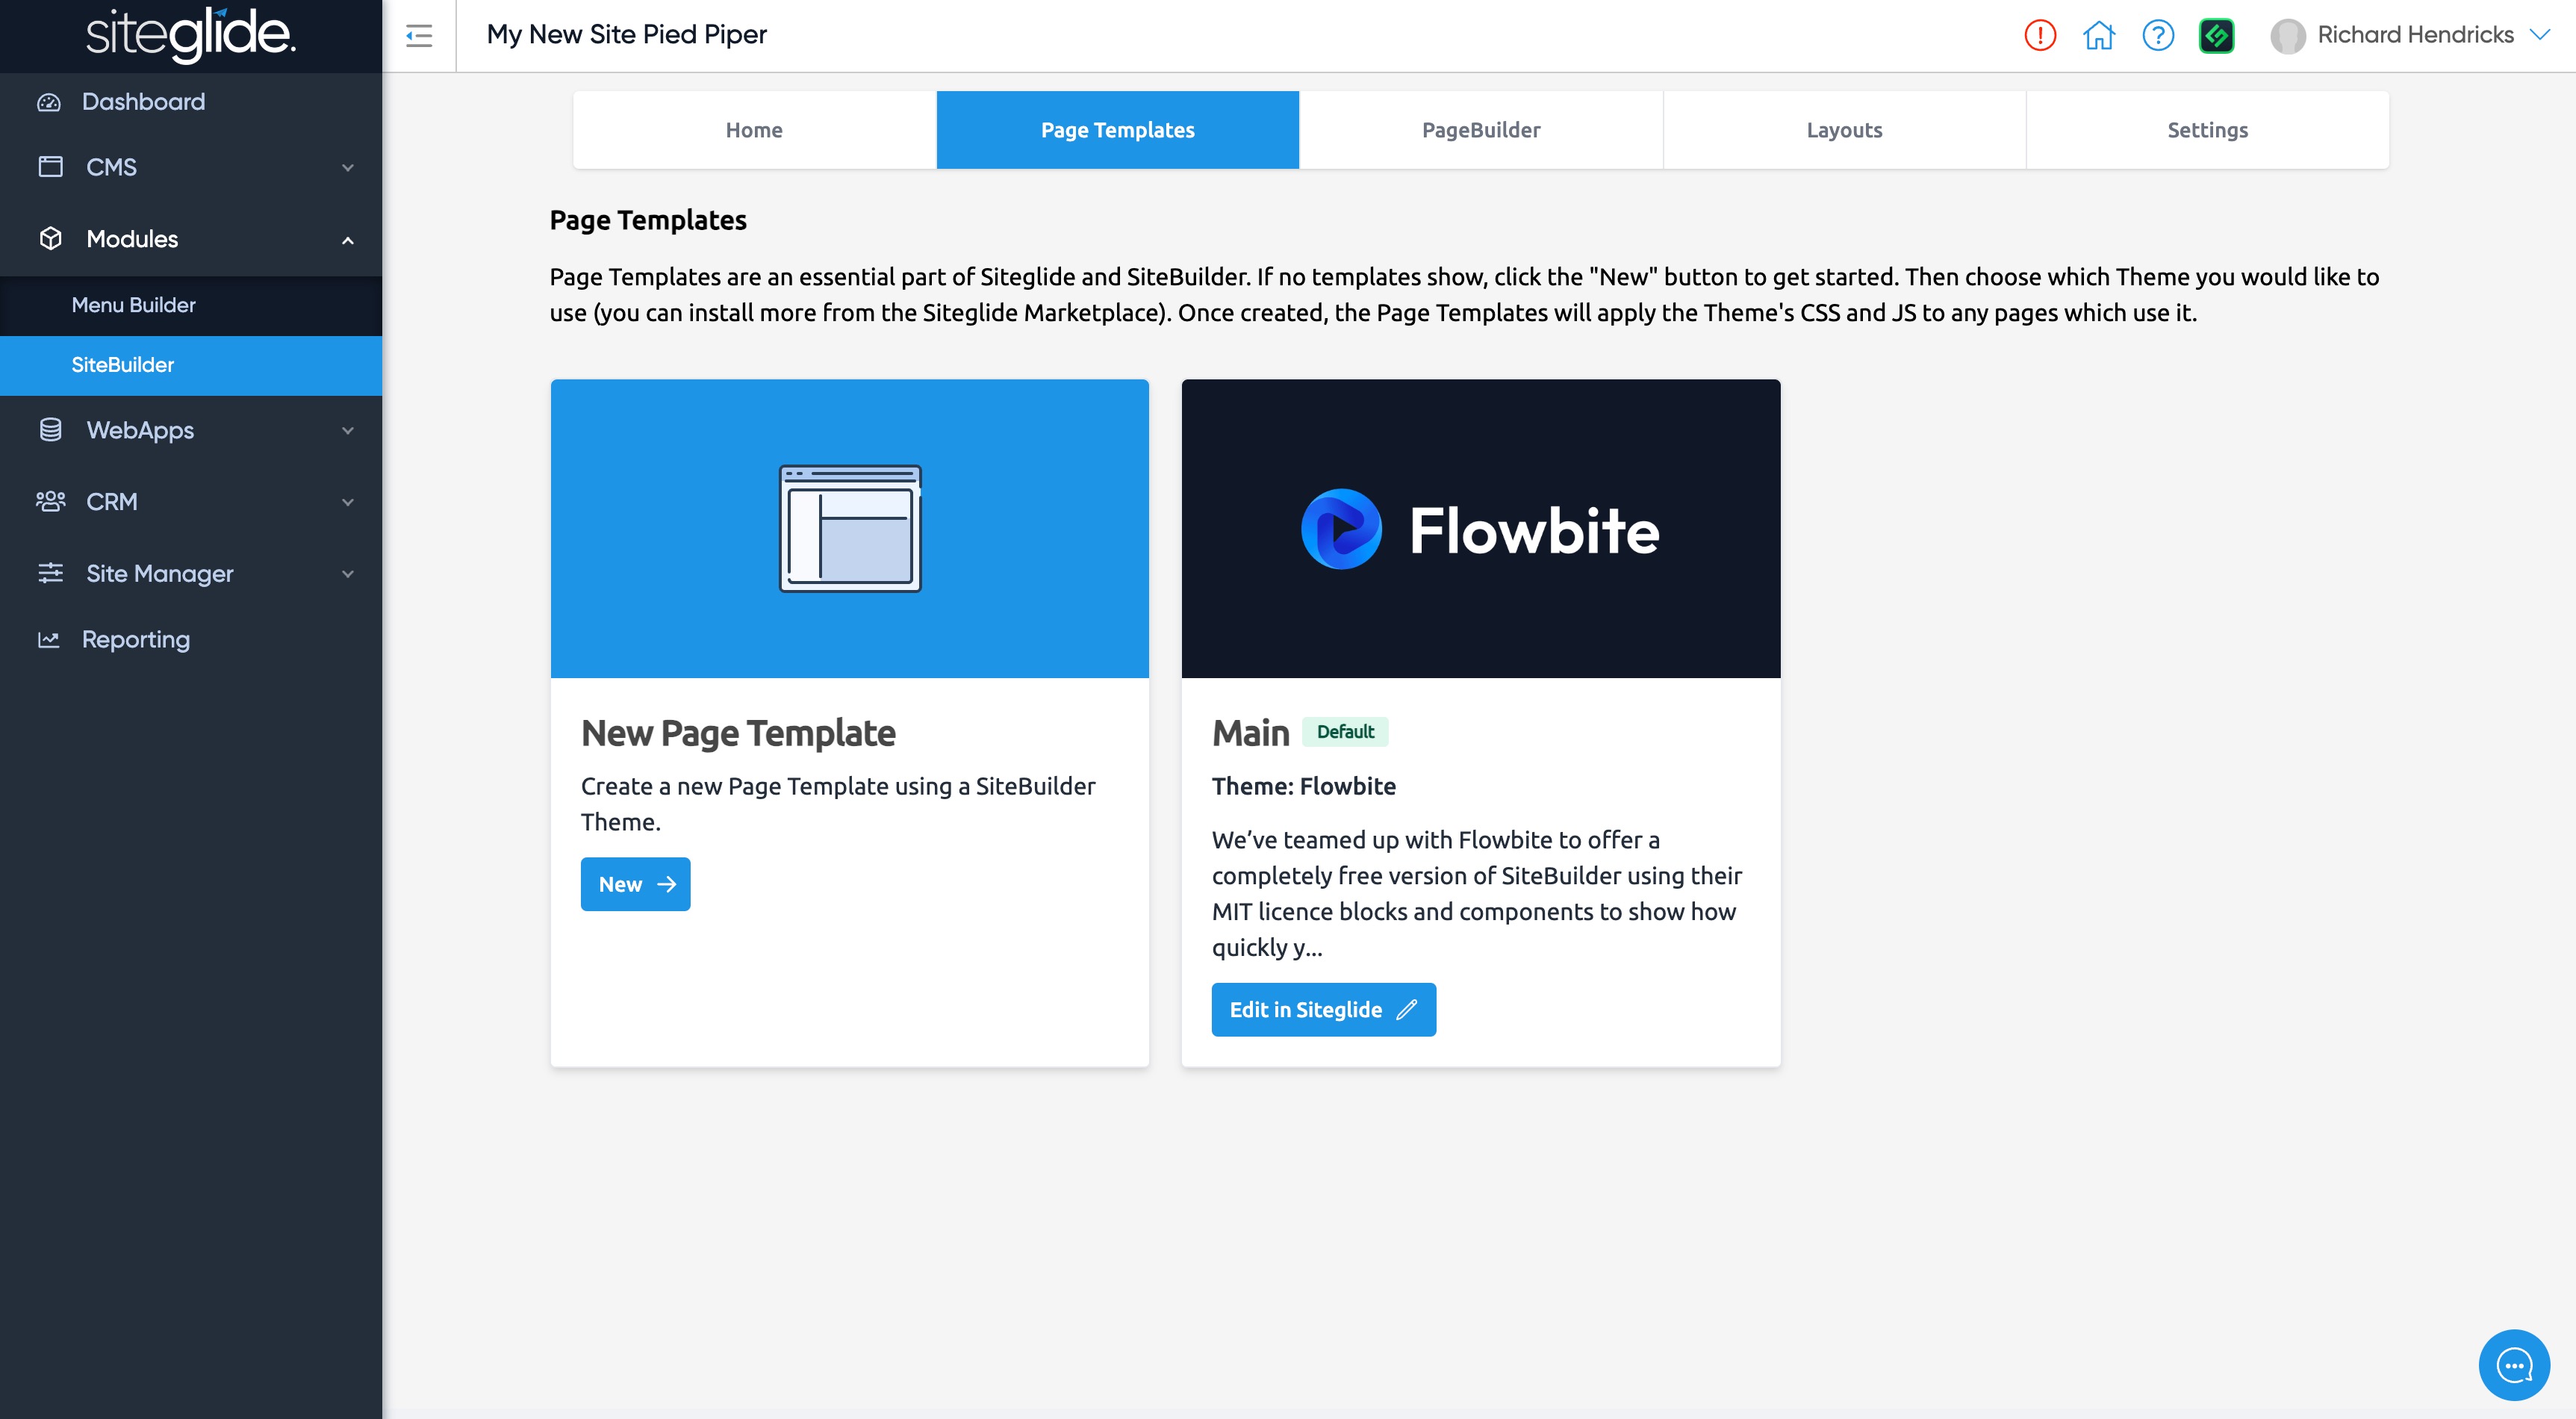 siteglide.
My New Site Pied Piper
Richard Hendricks
Dashboard
CMS
Modules
Menu Builder
SiteBuilder
WebApps
CRM
Site Manager
Reporting
Home
Page Templates
PageBuilder
Layouts
Settings
Page Templates
Page Templates are an essential part of Siteglide and SiteBuilder. If no templates show, click the "New" button to get started. Then choose which Theme you would like to
use (you can install more from the Siteglide Marketplace). Once created, the Page Templates will apply the Theme's CSS and JS to any pages which use it.
New Page Template
Create a new Page Template using a SiteBuilder
Theme.
New
Flowbite
Main Default
Theme: Flowbite
We’ve teamed up with Flowbite to offer a
completely free version of SiteBuilder using their
MIT licence blocks and components to show how
quickly y...
Edit in Siteglide